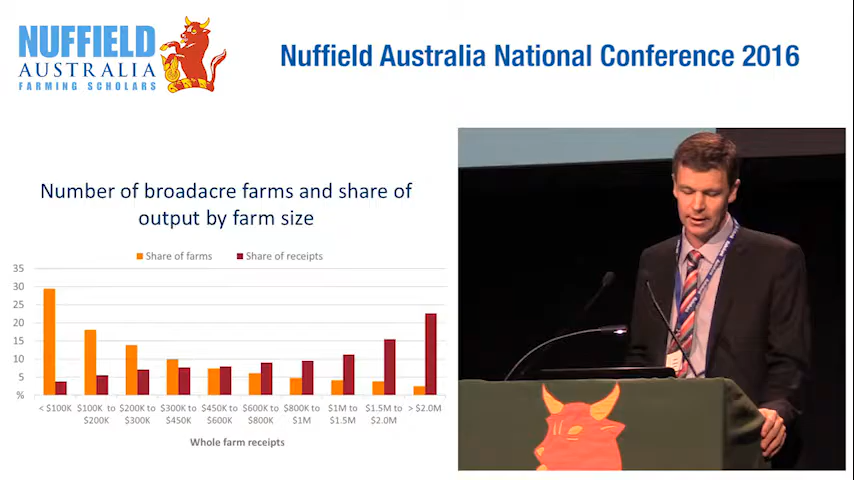 NUFFIELD
AUSTRALIA
FARMING SCHOLARS
Nuffield Australia National Conference 2016
Number of broadacre farms and share of
output by farm size
Share of farms Share of receipts
35
30
25
20
15
10
5
%
< $100K $100K to $200K to $300K to $450K to $600K to $800K to $1M to $1.5M to > $2.0M
$200K $300K $450K $600K $800K $1M $1.5M $2.0M
Whole farm receipts